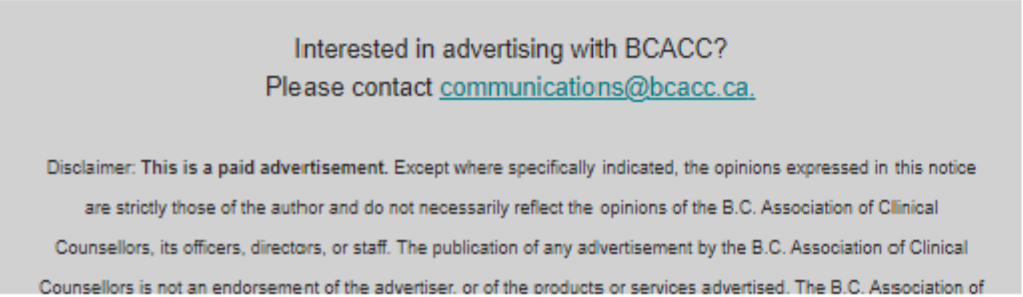 Interested in advertising with BCACC?
Please contact communications@bcacc.ca.
Disclaimer: This is a paid advertisement. Except where specifically indicated, the opinions expressed in this notice
are strictly those of the author and do not necessarily reflect the opinions of the B.C. Association of Clinical
Counsellors, its officers, directors, or staff. The publication of any advertisement by the B.C. Association of Clinical
Counsellors is not an endorsement of the advertiser, or of the products or services advertised. The B.C. Association of